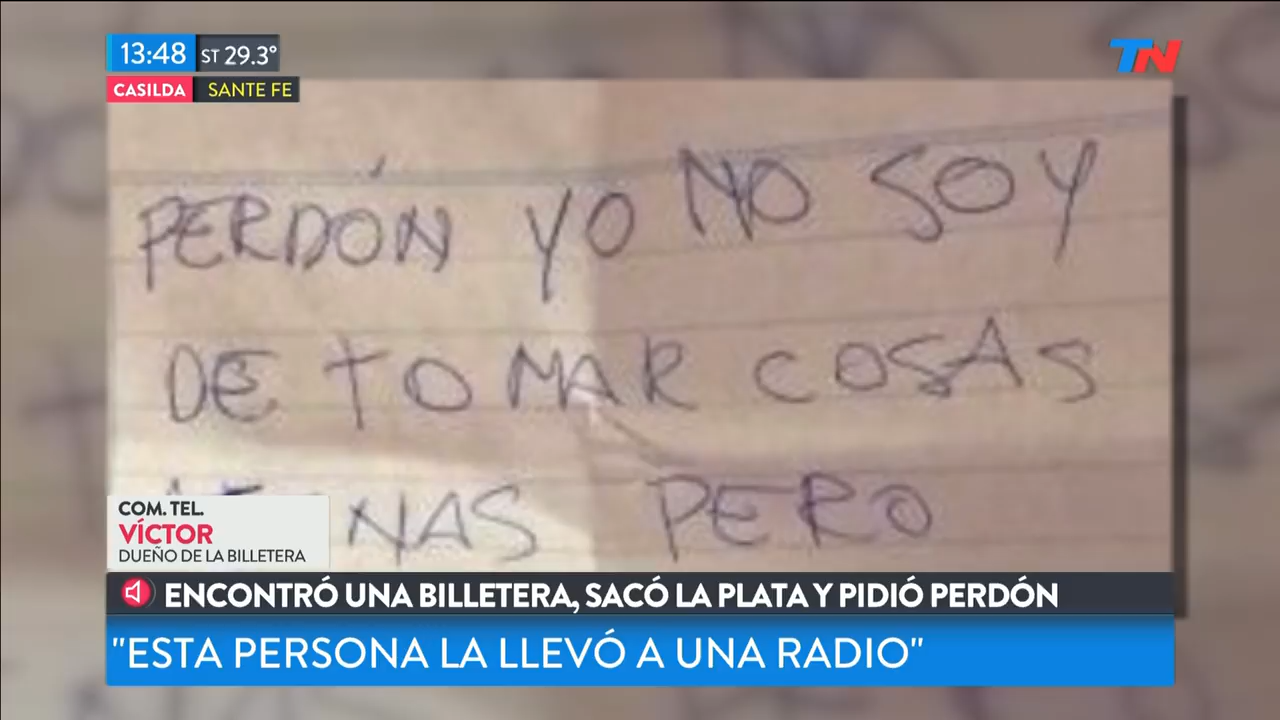 13:48 ST 29.3°
TN
CASILDA SANTE FE
PERDÓN YO NO SOY
DE TOMAR COSAS
NAS PERO
COM. TEL.
VÍCTOR
DUEÑO DE LA BILLETERA
ENCONTRÓ UNA BILLETERA, SACÓ LA PLATA Y PIDIÓ PERDÓN
"ESTA PERSONA LA LLEVÓ A UNA RADIO"